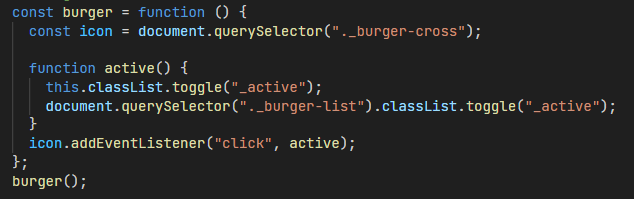 const burger = function () {
  const icon = document.querySelector("._burger-cross");

  function active() {
    this.classList.toggle("_active");
    document.querySelector("._burger-list").classList.toggle("_active");
  }
  icon.addEventListener("click", active);
};
burger();